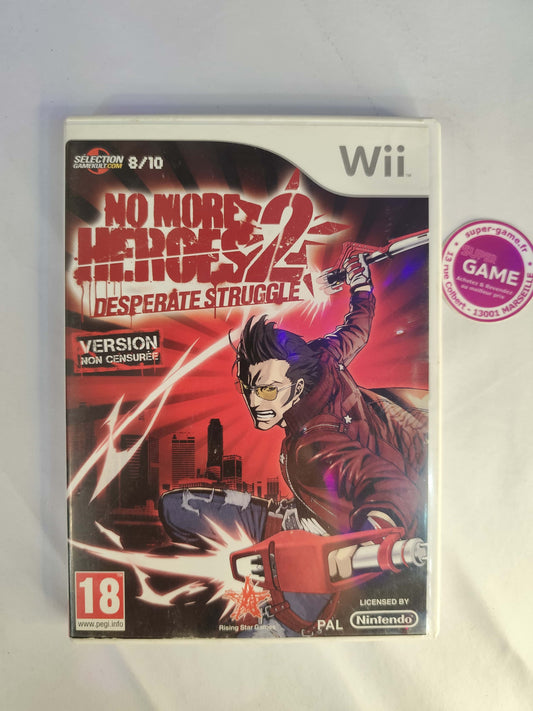 SÉLECTION
GAMEKULT.COM
8/10
Wii
NO MORE
HEROES 2
DESPERATE STRUGGLE
VERSION
NON CENSURÉE
super-game.fr
SUPER
GAME
Achetez & Revendez
au meilleur prix
13 rue Colbert - 13001 MARSEILLE
18
www.pegi.info
Rising Star Games
PAL
LICENSED BY
Nintendo